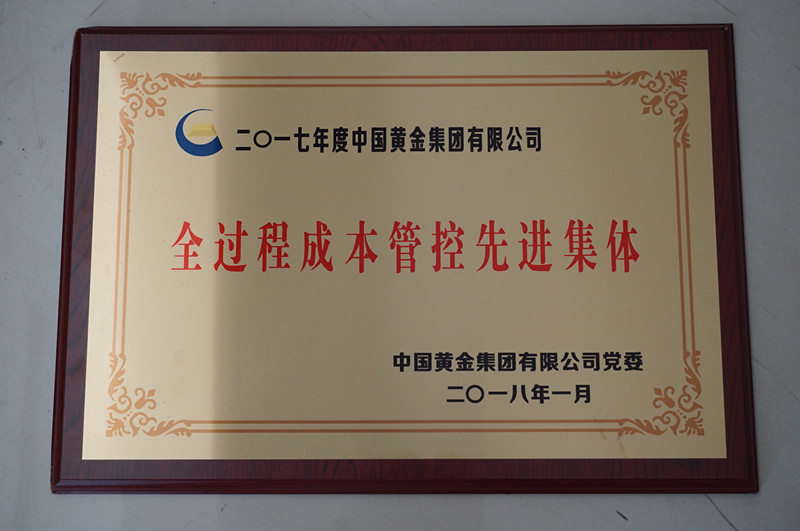 二〇一七年度中国黄金集团有限公司
全过程成本管控先进集体
中国黄金集团有限公司党委
二〇一八年一月